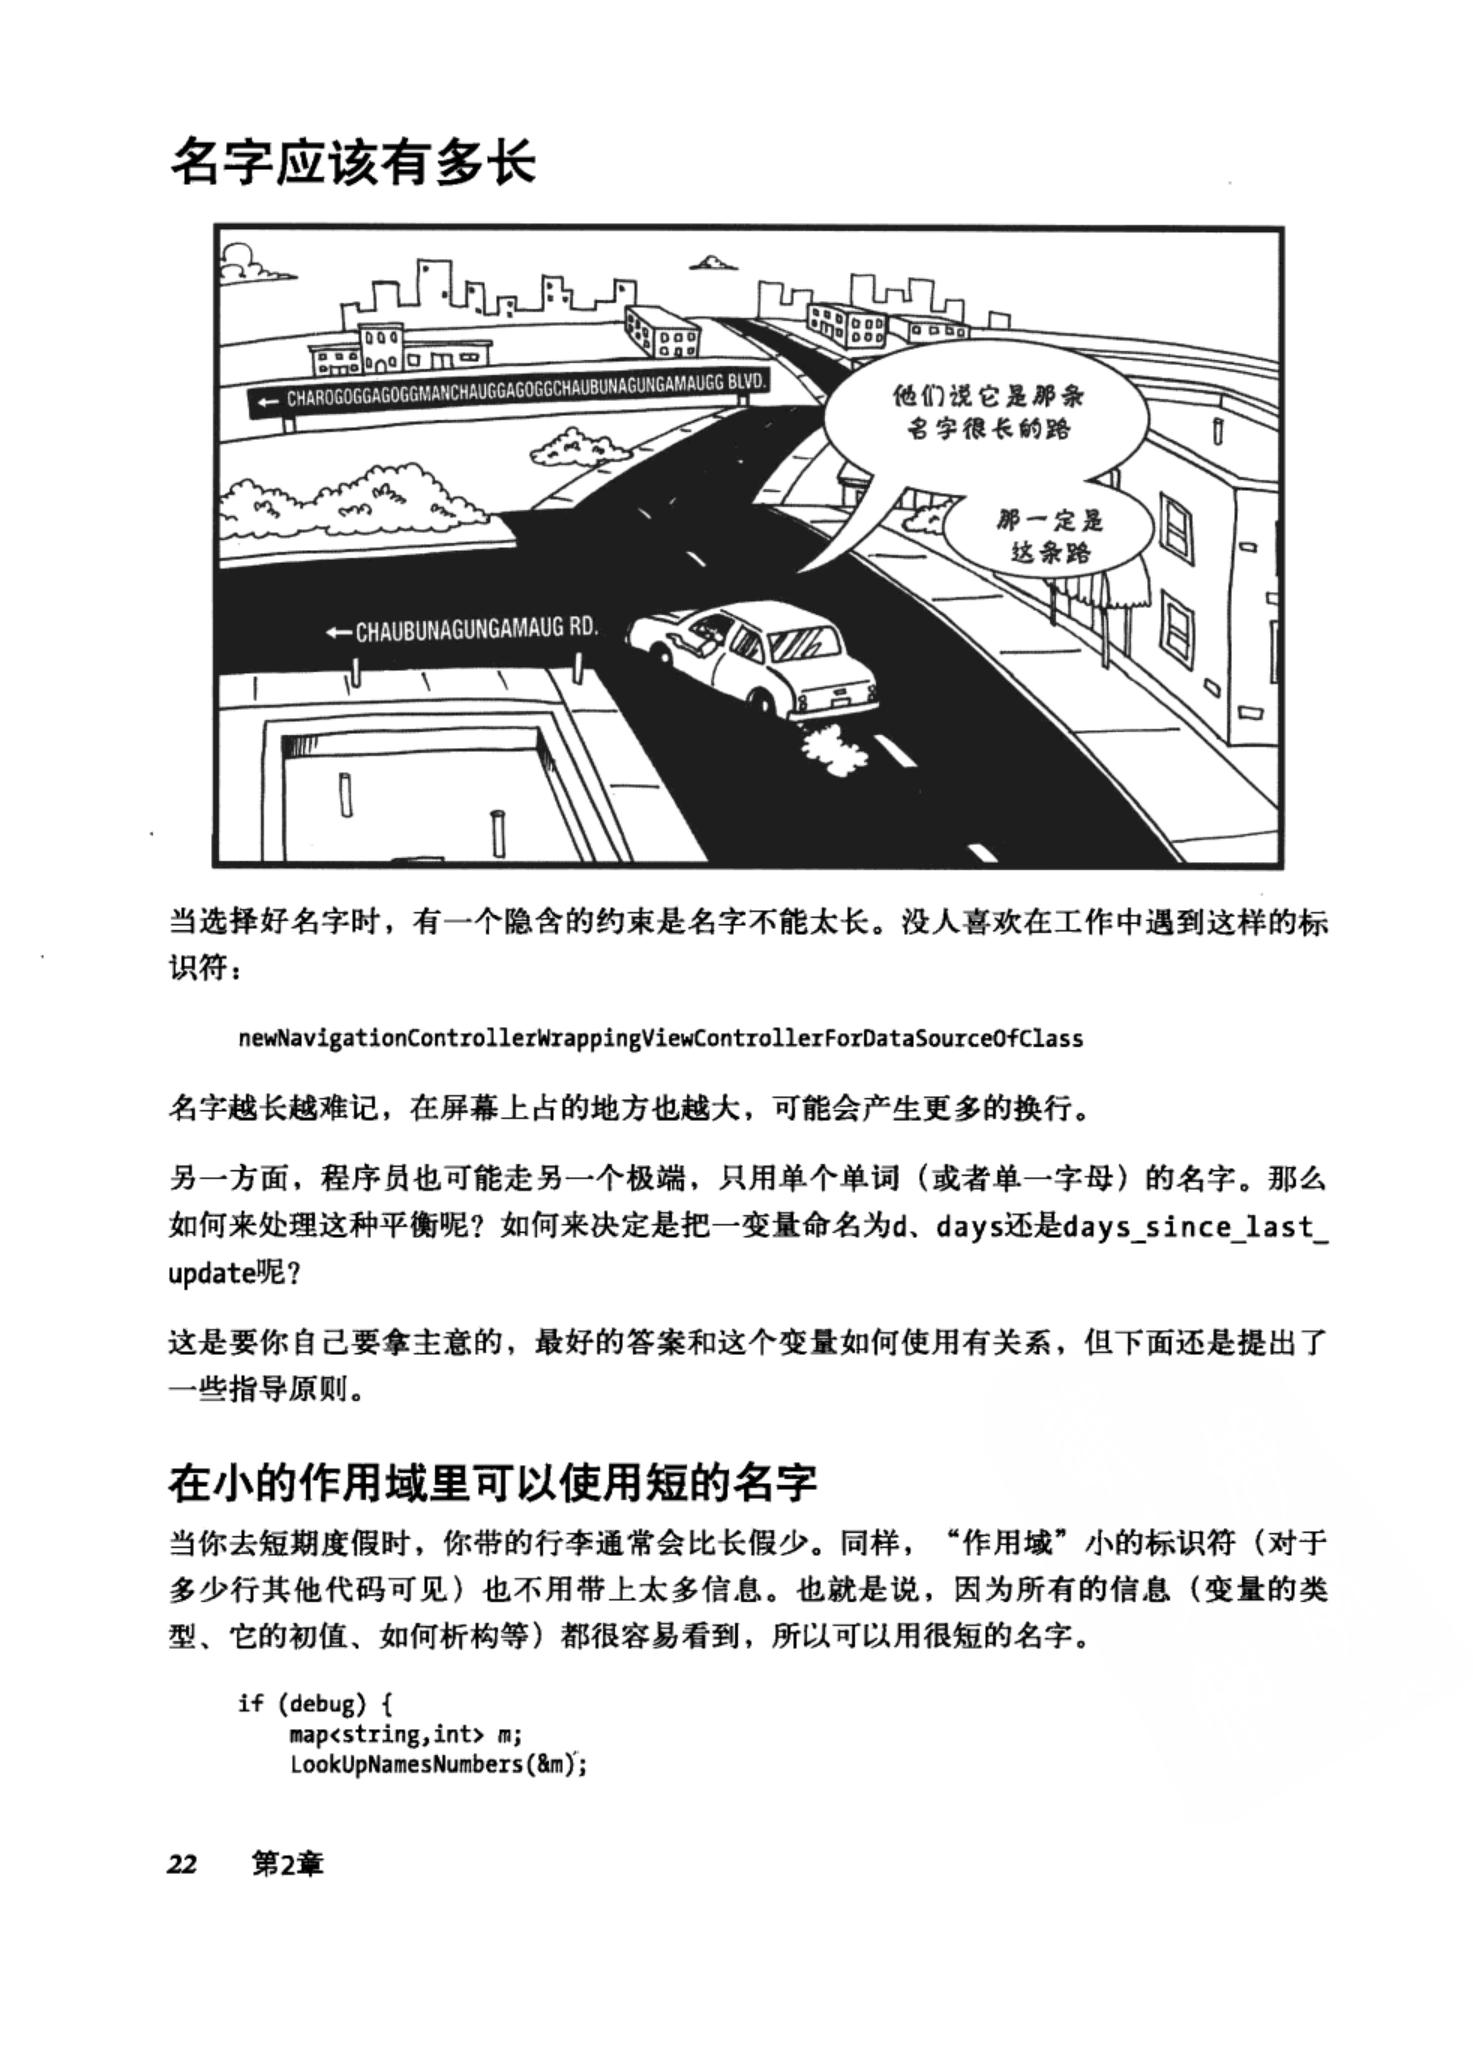 名字应该有多长
← CHAROGOGGAGOGGMANCHAUGGAGOGGCHAUBUNAGUNGAMAUGG BLVD.
他们说它是那条
名字很长的路
那一定是
这条路
←CHAUBUNAGUNGAMAUG RD.
当选择好名字时，有一个隐含的约束是名字不能太长。没人喜欢在工作中遇到这样的标
识符：
newNavigationControllerWrappingViewControllerForDataSourceOfClass
名字越长越难记，在屏幕上占的地方也越大，可能会产生更多的换行。
另一方面，程序员也可能走另一个极端，只用单个单词（或者单一字母）的名字。那么
如何来处理这种平衡呢？如何来决定是把一变量命名为d、days还是days_since_last_
update呢？
这是要你自己要拿主意的，最好的答案和这个变量如何使用有关系，但下面还是提出了
一些指导原则。
在小的作用域里可以使用短的名字
当你去短期度假时，你带的行李通常会比长假少。同样，“作用域”小的标识符（对于
多少行其他代码可见）也不用带上太多信息。也就是说，因为所有的信息（变量的类
型、它的初值、如何析构等）都很容易看到，所以可以用很短的名字。
if (debug) {
map<string,int> m;
LookUpNamesNumbers(&m);
22 第2章